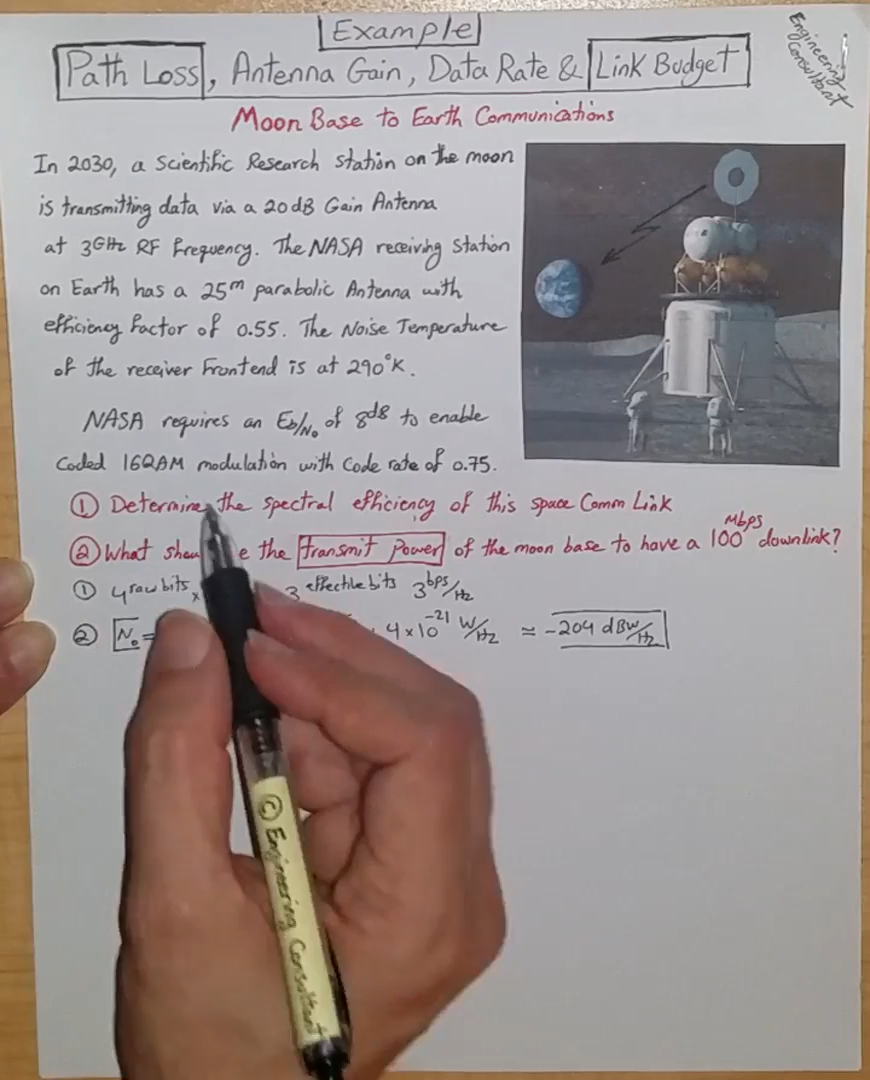 Example
Path Loss, Antenna Gain, Data Rate & Link Budget
Engineering Consultant
Moon Base to Earth Communications
In 2030, a Scientific Research Station on the moon
is transmitting data via a 20 dB Gain Antenna
at 3GHz RF Frequency. The NASA receiving Station
on Earth has a 25m parabolic Antenna with
efficiency factor of 0.55. The Noise Temperature
of the receiver Frontend is at 290°K.
NASA requires an Eb/No of 8dB to enable
Coded 16QAM modulation with Code rate of 0.75.
① Determine the spectral efficiency of this space Comm Link
② What e the transmit Power of the moon base to have a 100 Mbps downlink?
① 4 raw bits x 3 effective bits 3 bps/Hz
② No = 4x10^-21 W/Hz ≈ -204 dBW/Hz
© Engineering Consultant